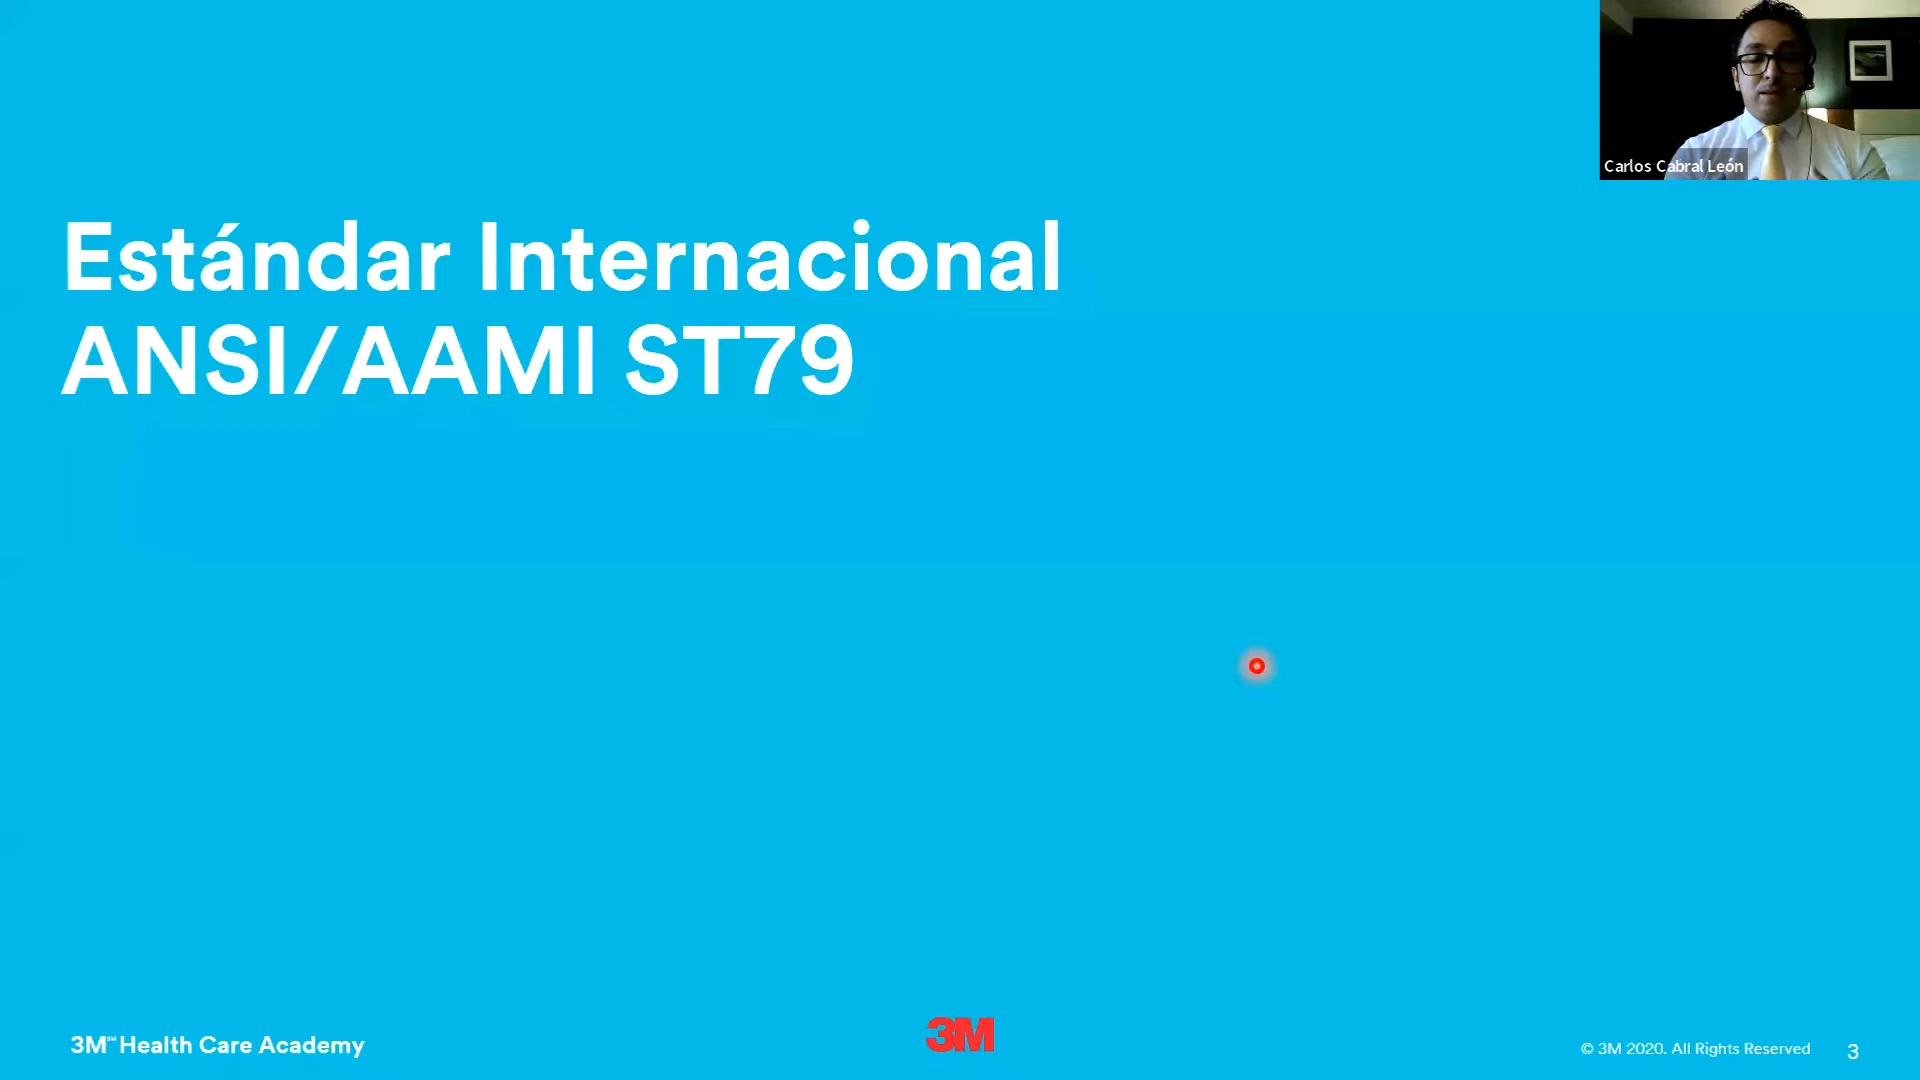 Carlos Cabral León
Estándar Internacional
ANSI/AAMI ST79
3M℠ Health Care Academy
3M
© 3M 2020. All Rights Reserved 3